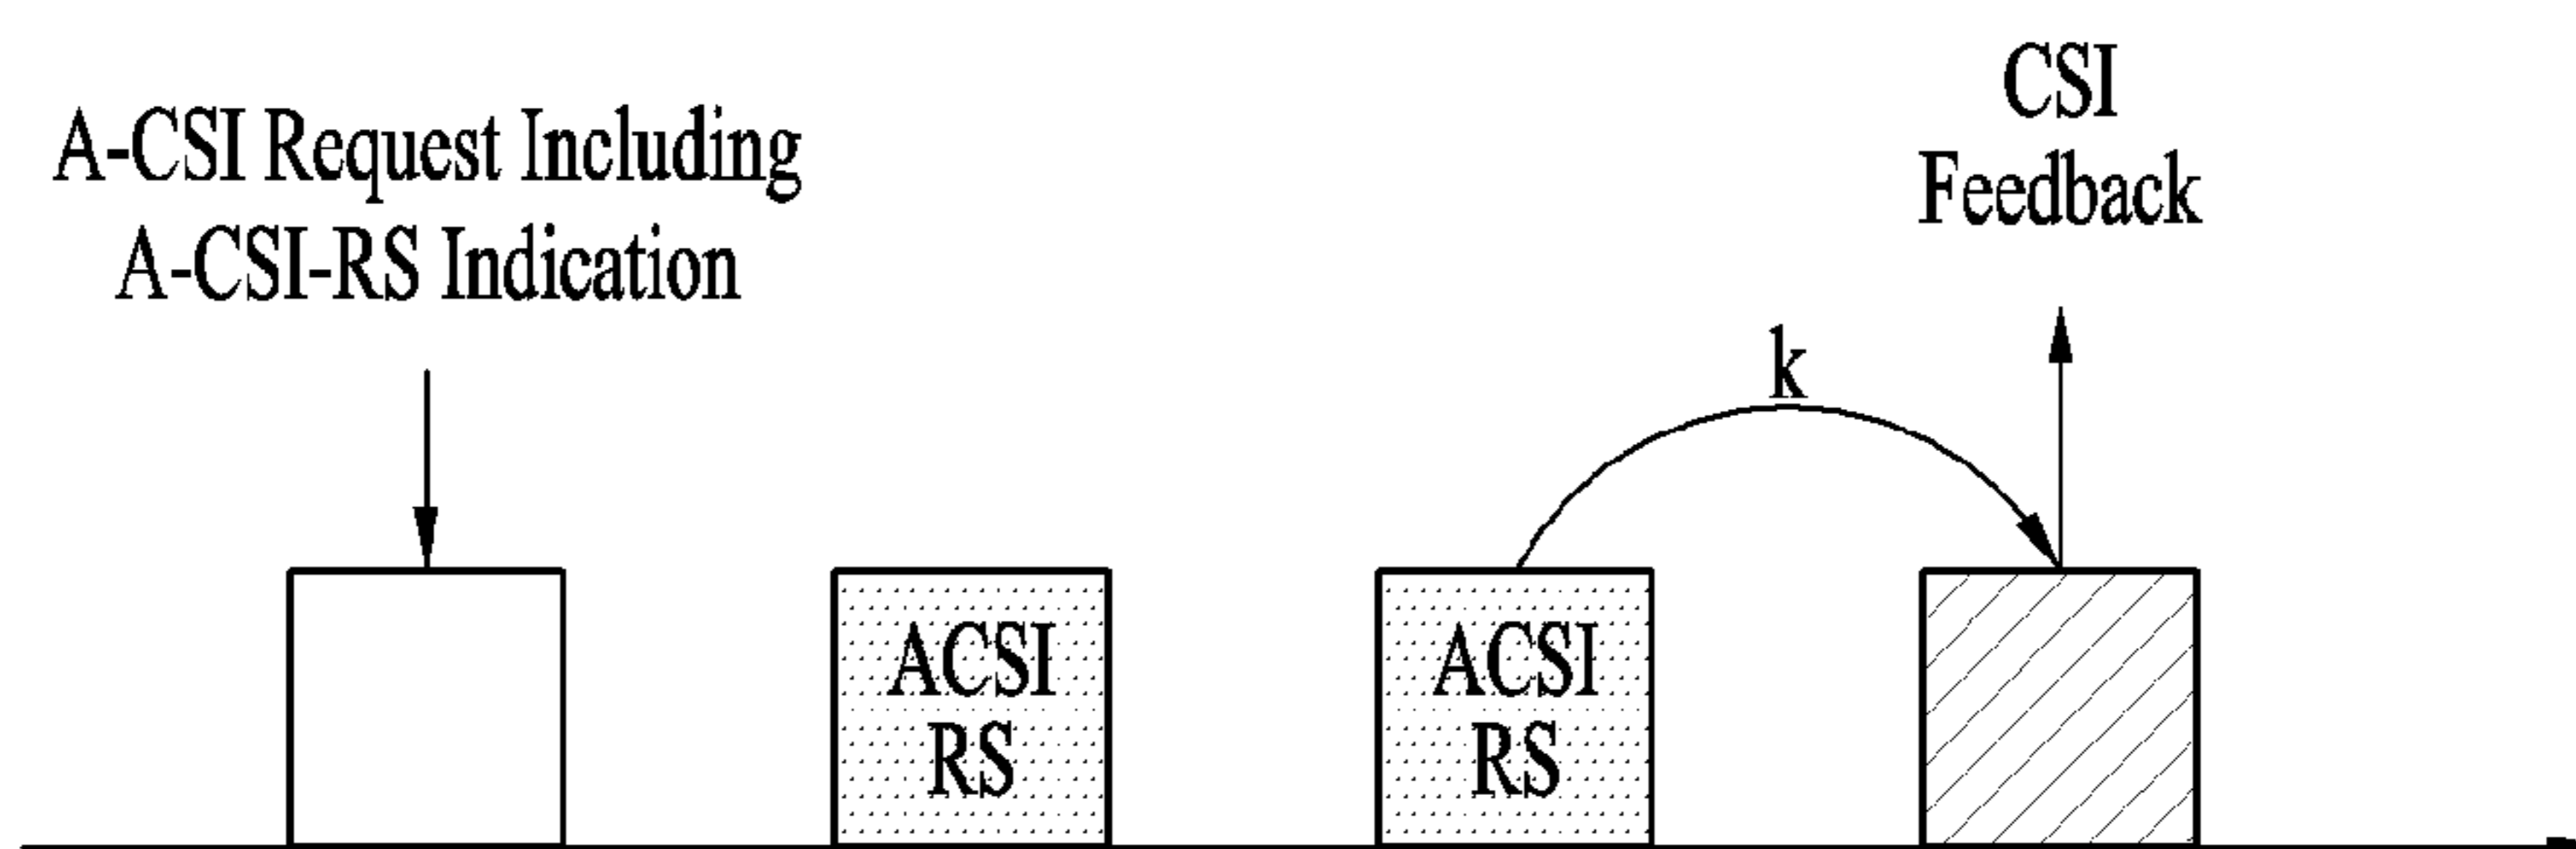 A-CSI Request Including
A-CSI-RS Indication
CSI
Feedback
k
ACSI
RS
ACSI
RS